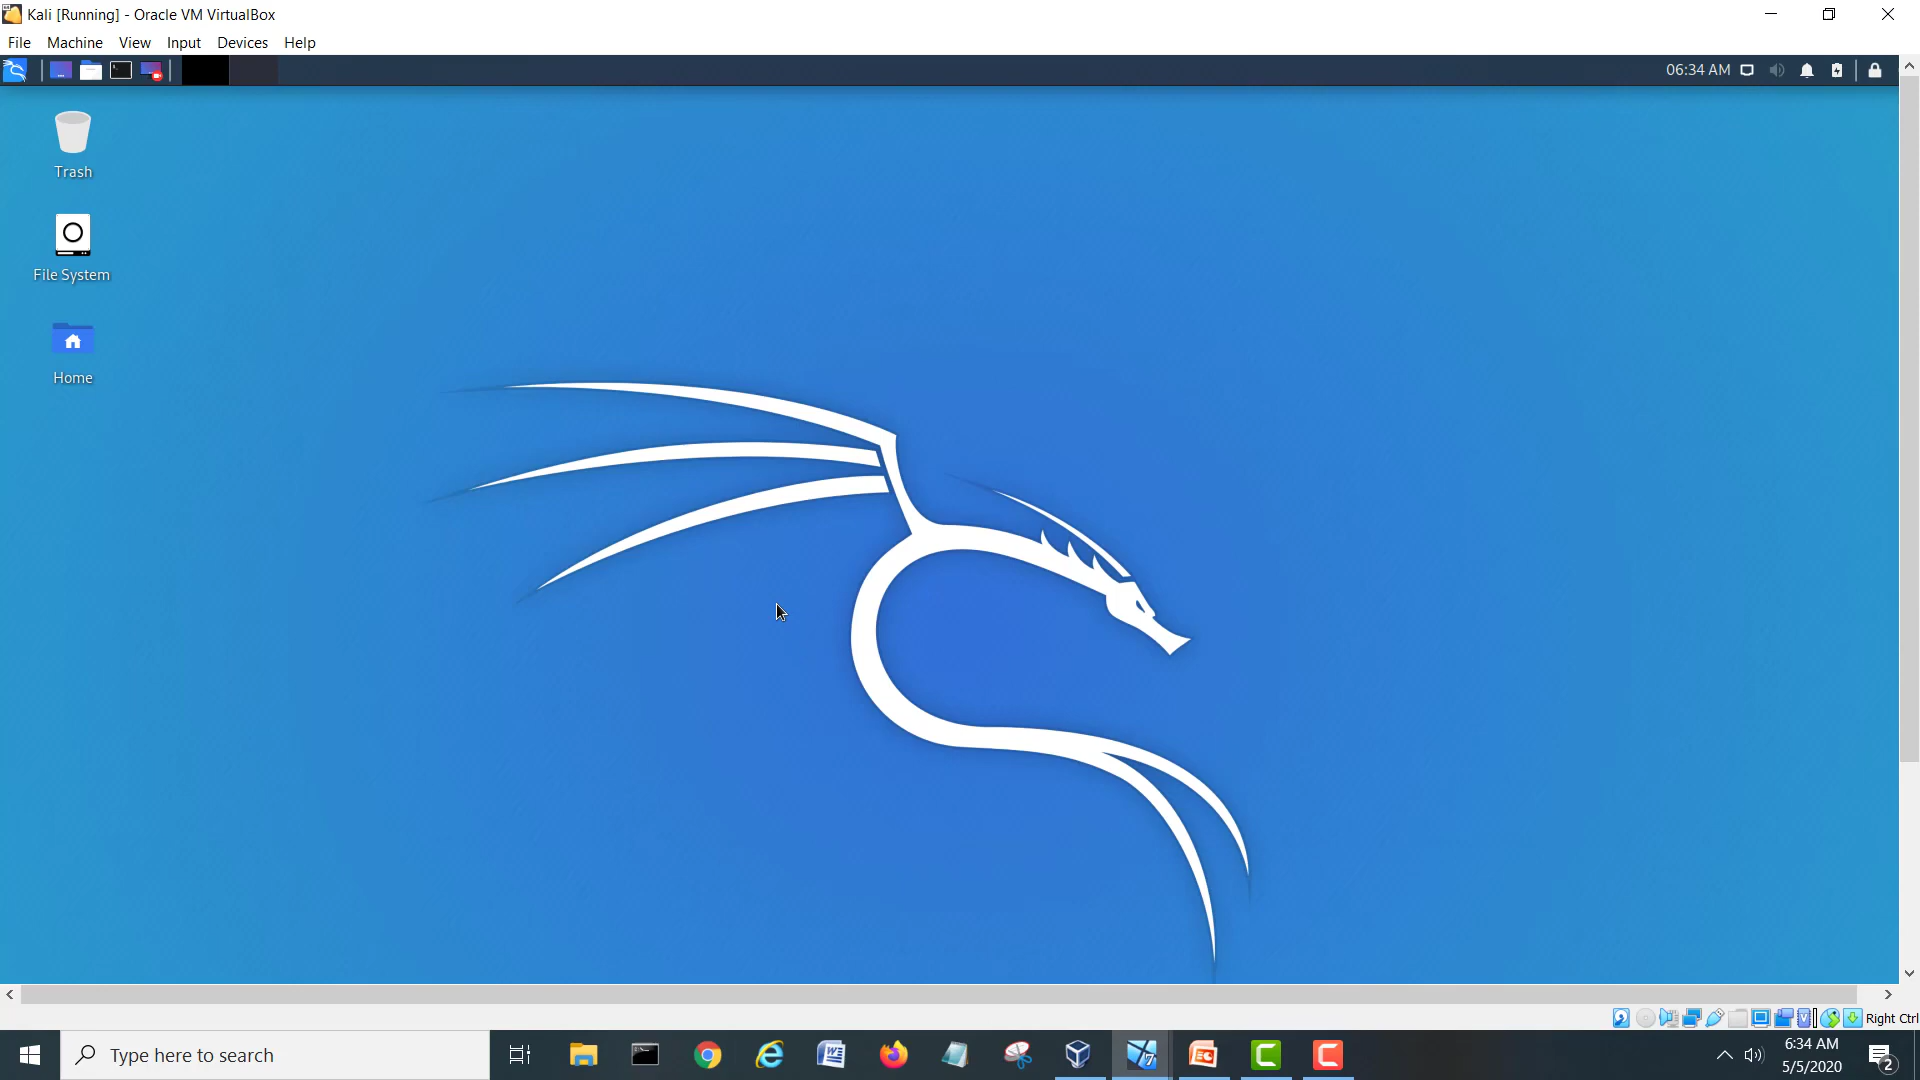 Kali [Running] - Oracle VM VirtualBox
File Machine View Input Devices Help
06:34 AM
Trash
File System
Home
Right Ctrl
Type here to search
6:34 AM
5/5/2020
2